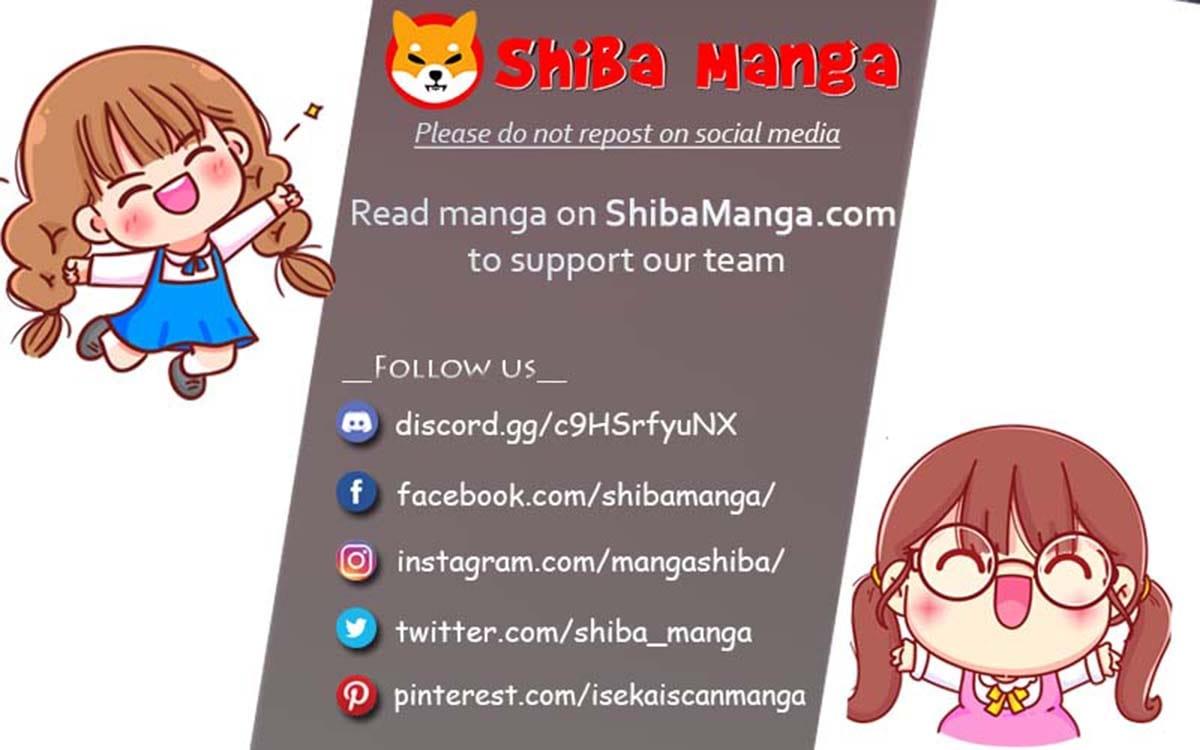 ShiBa Manga
Please do not repost on social media
Read manga on ShibaManga.com
to support our team
__Follow us__
discord.gg/c9HSrfyuNX
facebook.com/shibamanga/
instagram.com/mangashiba/
twitter.com/shiba_manga
pinterest.com/isekaiscanmanga